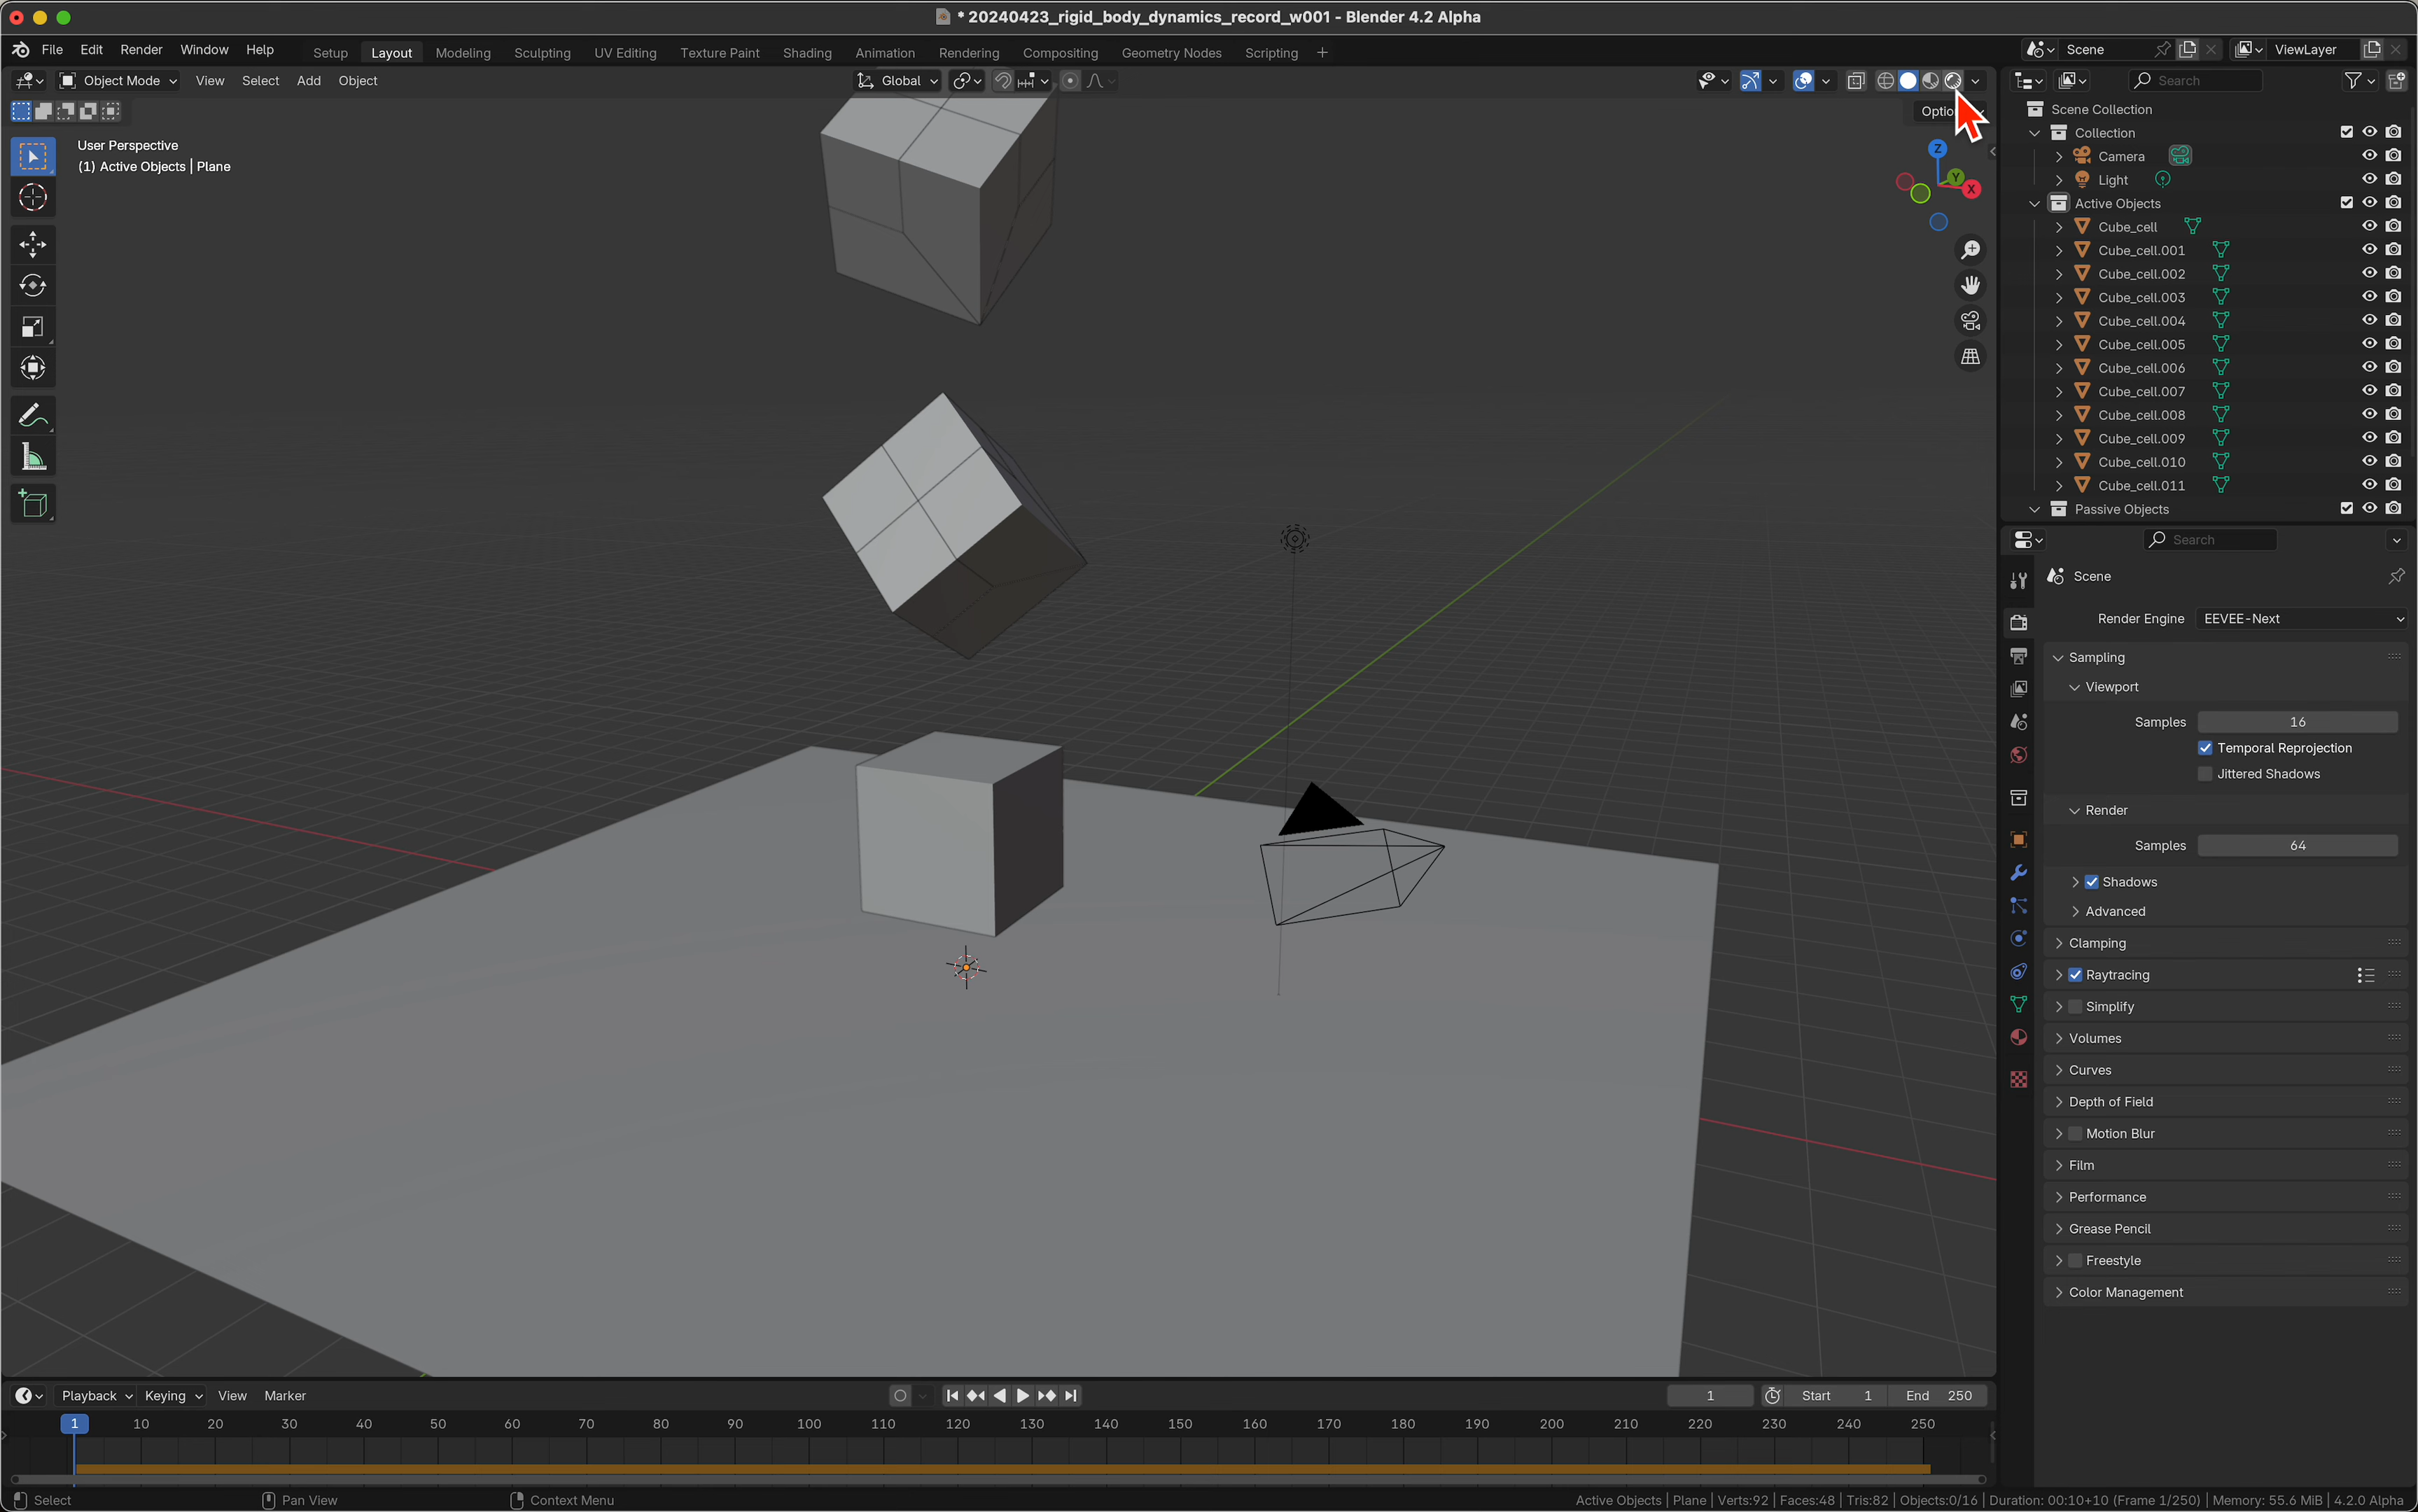 * 20240423_rigid_body_dynamics_record_w001 - Blender 4.2 Alpha
File Edit Render Window Help Setup Layout Modeling Sculpting UV Editing Texture Paint Shading Animation Rendering Compositing Geometry Nodes Scripting + Scene ViewLayer
Object Mode View Select Add Object Global Search
User Perspective
(1) Active Objects | Plane
Z
Y
X
Scene Collection
Collection
Camera
Light
Active Objects
Cube_cell
Cube_cell.001
Cube_cell.002
Cube_cell.003
Cube_cell.004
Cube_cell.005
Cube_cell.006
Cube_cell.007
Cube_cell.008
Cube_cell.009
Cube_cell.010
Cube_cell.011
Passive Objects
Search
Scene
Render Engine EEVEE-Next
Sampling
Viewport
Samples 16
Temporal Reprojection
Jittered Shadows
Render
Samples 64
Shadows
Advanced
Clamping
Raytracing
Simplify
Volumes
Curves
Depth of Field
Motion Blur
Film
Performance
Grease Pencil
Freestyle
Color Management
Playback Keying View Marker 1 Start 1 End 250
1 10 20 30 40 50 60 70 80 90 100 110 120 130 140 150 160 170 180 190 200 210 220 230 240 250
Select Pan View Context Menu Active Objects | Plane | Verts:92 | Faces:48 | Tris:82 | Objects:0/16 | Duration: 00:10+10 (Frame 1/250) | Memory: 55.6 MiB | 4.2.0 Alpha